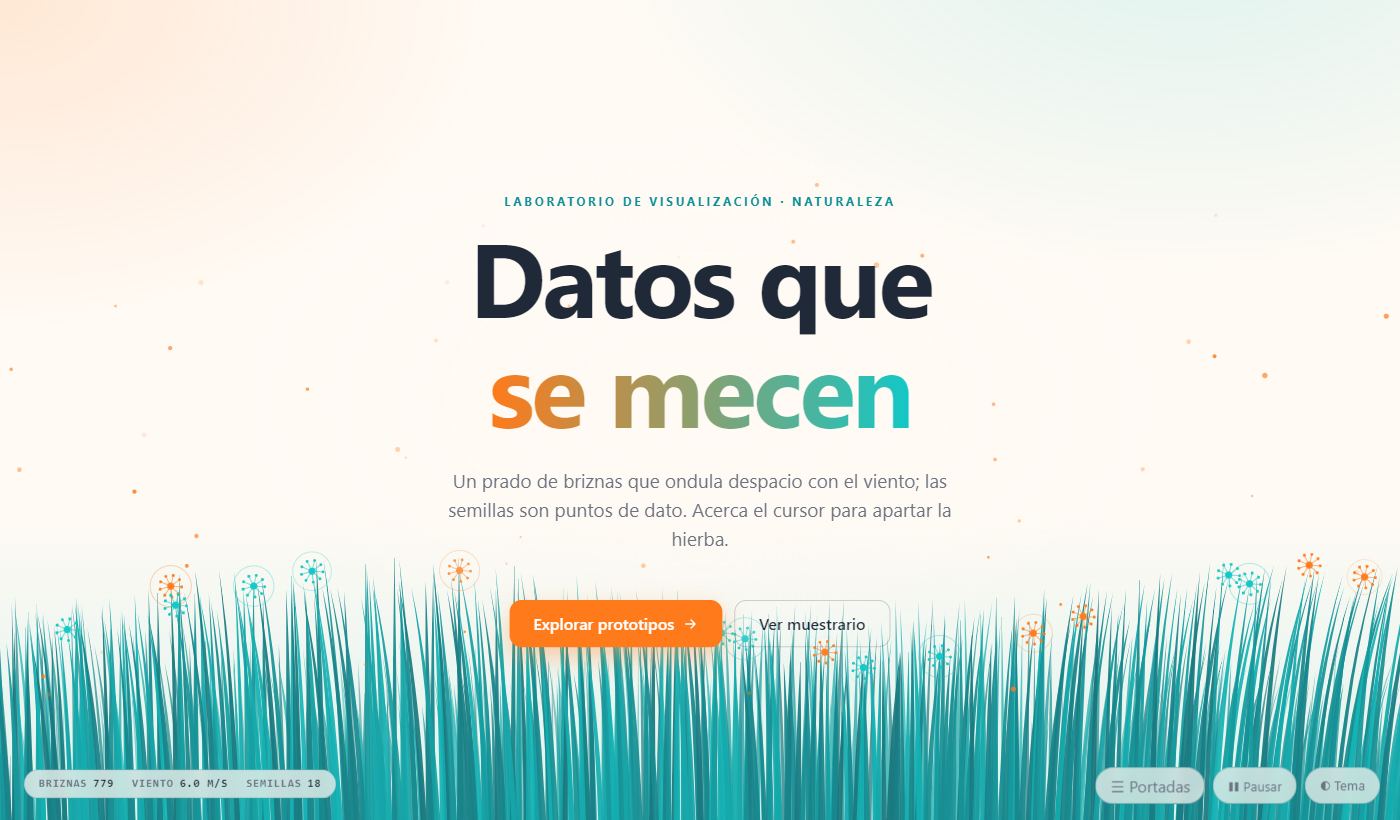 LABORATORIO DE VISUALIZACIÓN · NATURALEZA
Datos que
se mecen
Un prado de briznas que ondula despacio con el viento; las
semillas son puntos de dato. Acerca el cursor para apartar la
hierba.
Explorar prototipos →
Ver muestrario
BRIZNAS 779 VIENTO 6.0 M/S SEMILLAS 18
☰ Portadas
Pausar
Tema